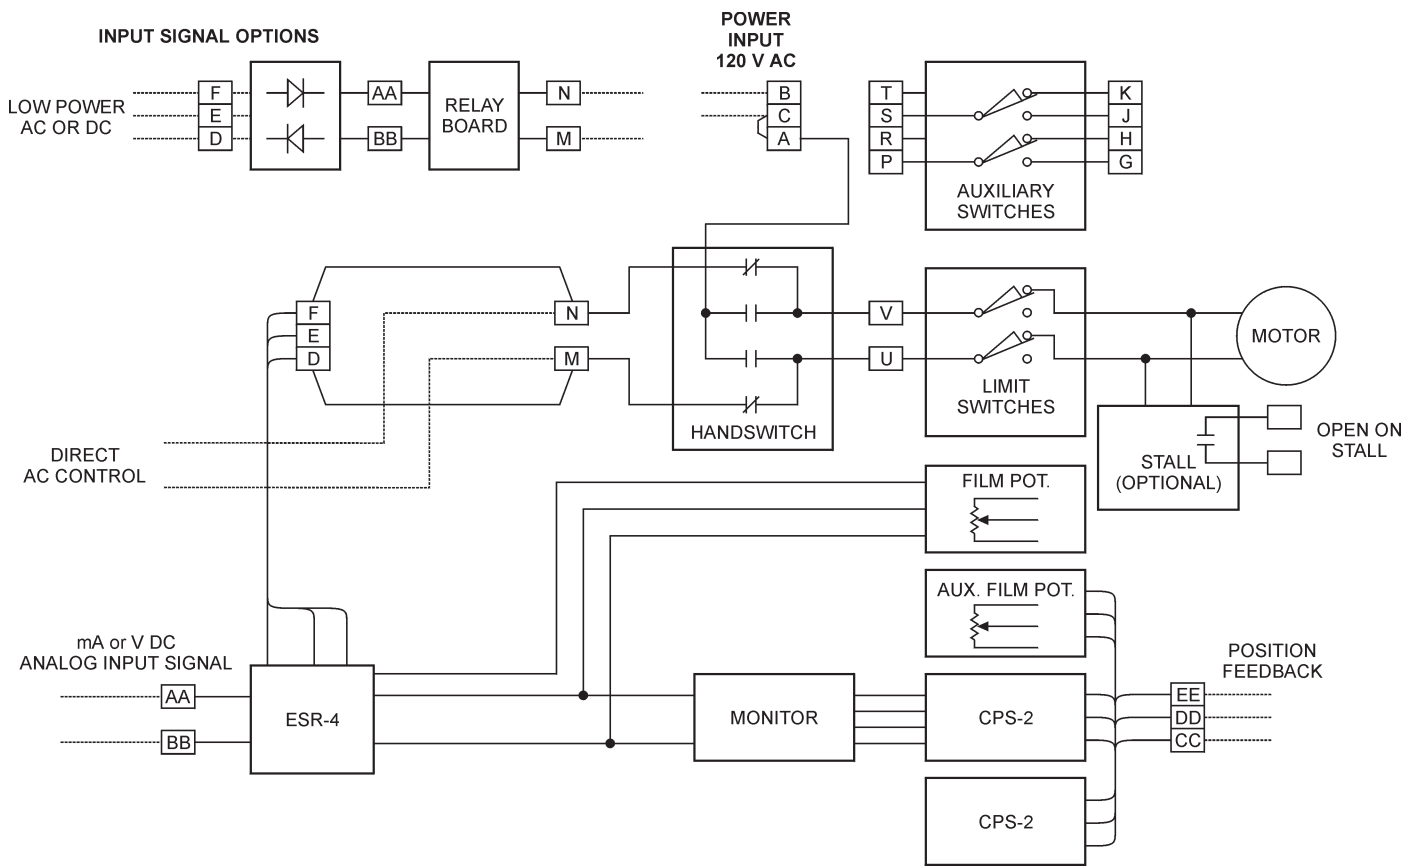 INPUT SIGNAL OPTIONS
POWER
INPUT
120 V AC
LOW POWER
AC OR DC
F
E
D
AA
BB
RELAY
BOARD
N
M
B
C
A
T
S
R
P
K
J
H
G
AUXILIARY
SWITCHES
F
E
D
N
M
HANDSWITCH
V
U
LIMIT
SWITCHES
MOTOR
STALL
(OPTIONAL)
OPEN ON
STALL
DIRECT
AC CONTROL
FILM POT.
AUX. FILM POT.
mA or V DC
ANALOG INPUT SIGNAL
AA
BB
ESR-4
MONITOR
CPS-2
CPS-2
POSITION
FEEDBACK
EE
DD
CC